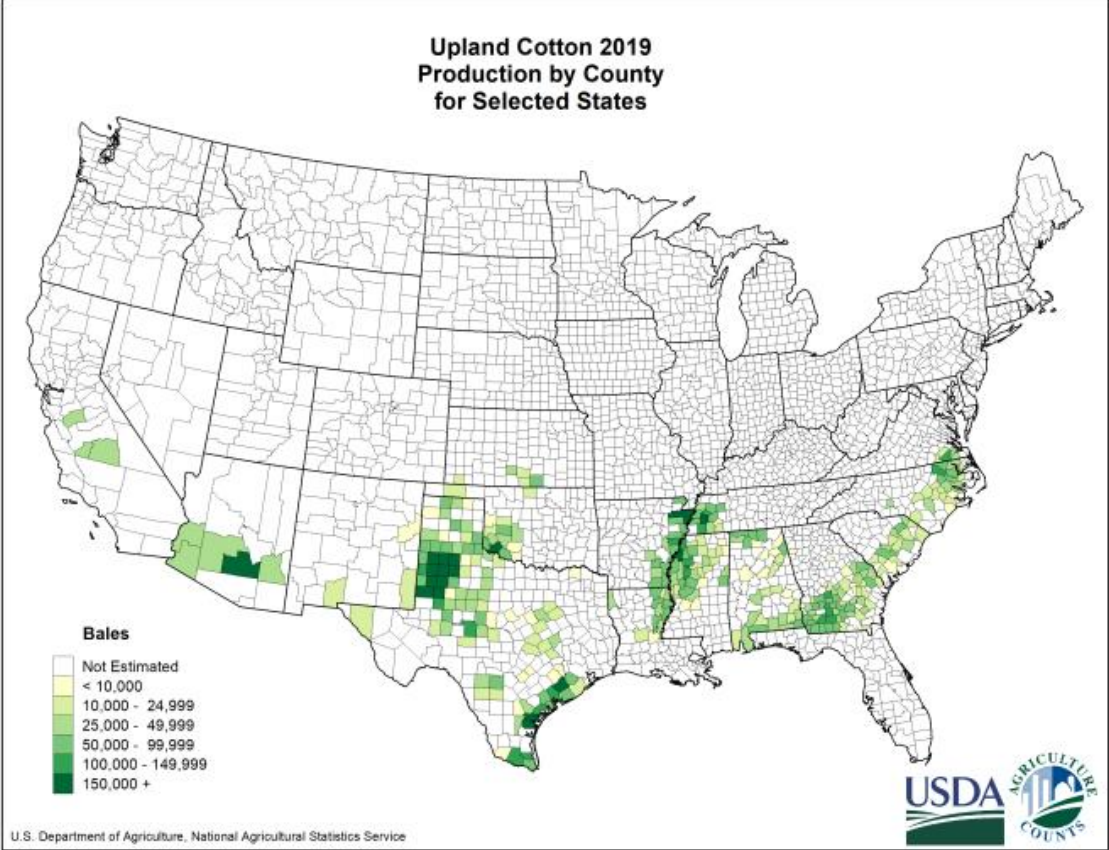 Upland Cotton 2019
Production by County
for Selected States
Bales
Not Estimated
< 10,000
10,000 - 24,999
25,000 - 49,999
50,000 - 99,999
100,000 - 149,999
150,000 +
USDA
AGRICULTURE
COUNTS
U.S. Department of Agriculture, National Agricultural Statistics Service